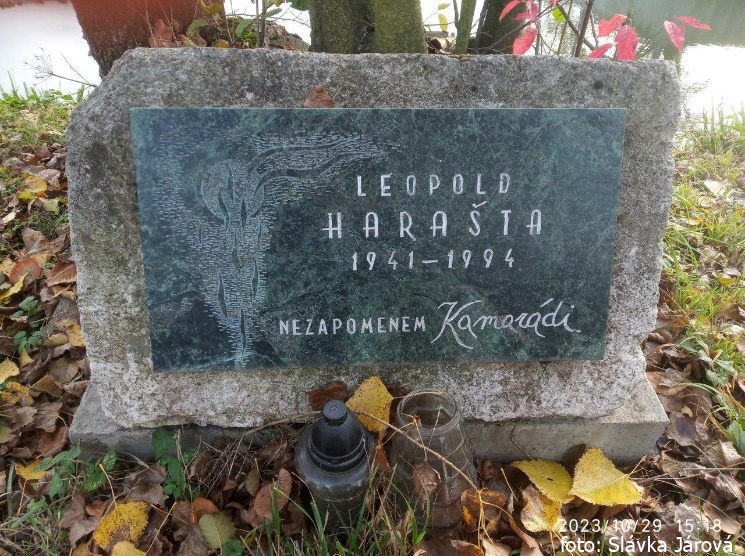 LEOPOLD
HARAŠTA
1941-1994
NEZAPOMENEM Kamarádi
2023/10/29 15:18
foto: Slávka Járová